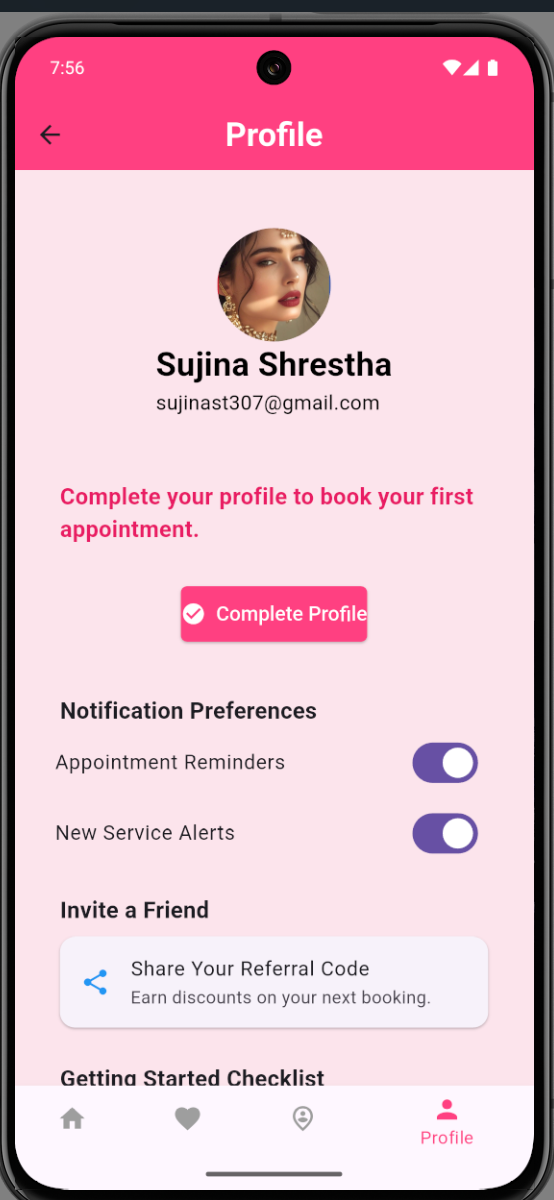 7:56
Profile
Sujina Shrestha
sujinast307@gmail.com
Complete your profile to book your first
appointment.
Complete Profile
Notification Preferences
Appointment Reminders
New Service Alerts
Invite a Friend
Share Your Referral Code
Earn discounts on your next booking.
Getting Started Checklist
Profile